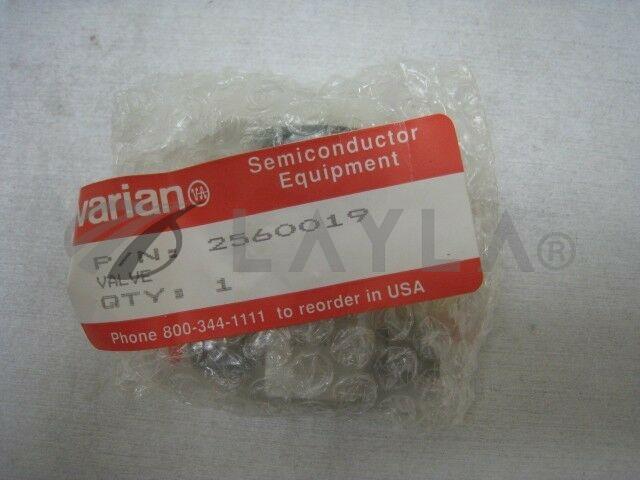 varian
Semiconductor
Equipment
P/N: 2560019
VALVE
QTY: 1
Phone 800-344-1111 to reorder in USA
LAYLA®